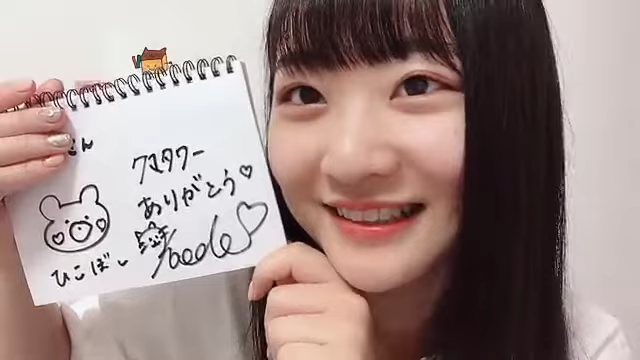 さん
クマタワー
ありがとう♡
ひこぼし